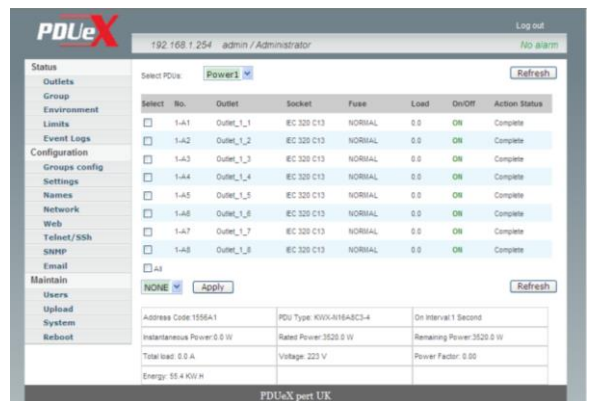 PDUeX
Log out
192.168.1.254 admin / Administrator No alarm
Status
Outlets
Group
Environment
Limits
Event Logs
Configuration
Groups config
Settings
Names
Network
Web
Telnet/SSh
SNMP
Email
Maintain
Users
Upload
System
Reboot
Select PDUs: Power1 Refresh
Select No. Outlet Socket Fuse Load On/Off Action Status
1-A1 Outlet_1_1 IEC 320 C13 NORMAL 0.0 ON Complete
1-A2 Outlet_1_2 IEC 320 C13 NORMAL 0.0 ON Complete
1-A3 Outlet_1_3 IEC 320 C13 NORMAL 0.0 ON Complete
1-A4 Outlet_1_4 IEC 320 C13 NORMAL 0.0 ON Complete
1-A5 Outlet_1_5 IEC 320 C13 NORMAL 0.0 ON Complete
1-A6 Outlet_1_6 IEC 320 C13 NORMAL 0.0 ON Complete
1-A7 Outlet_1_7 IEC 320 C13 NORMAL 0.0 ON Complete
1-A8 Outlet_1_8 IEC 320 C13 NORMAL 0.0 ON Complete
All
NONE Apply Refresh
Address Code:1556A1 PDU Type: KWX-N16A8C3-4 On Interval:1 Second
Instantaneous Power:0.0 W Rated Power:3520.0 W Remaining Power:3520.0 W
Total load: 0.0 A Voltage: 223 V Power Factor: 0.00
Energy: 55.4 KW.H
PDUeX pert UK